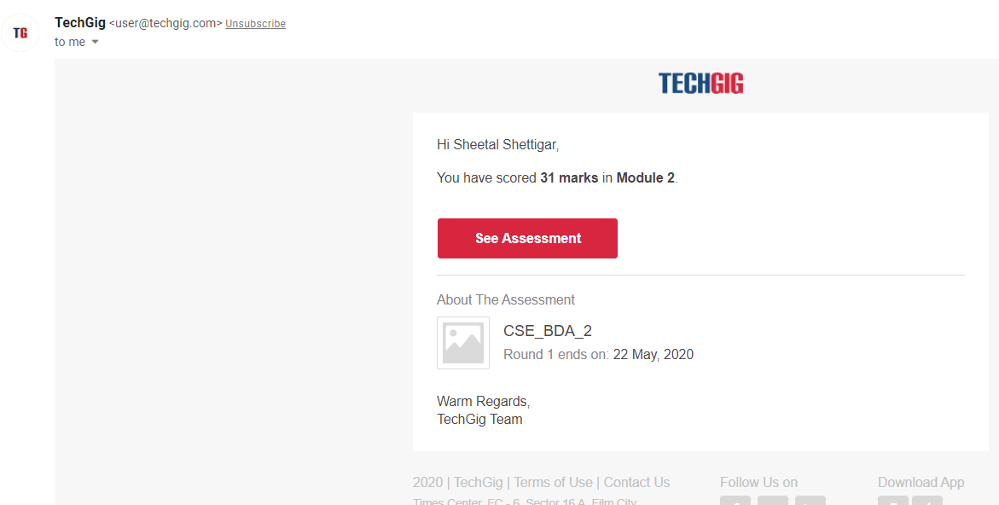 TG
TechGig <user@techgig.com> Unsubscribe
to me
TECHGIG
Hi Sheetal Shettigar,
You have scored 31 marks in Module 2.
See Assessment
About The Assessment
CSE_BDA_2
Round 1 ends on: 22 May, 2020
Warm Regards,
TechGig Team
2020 | TechGig | Terms of Use | Contact Us
Follow Us on
Download App
Times Center, FC - 6, Sector 16 A, Film City